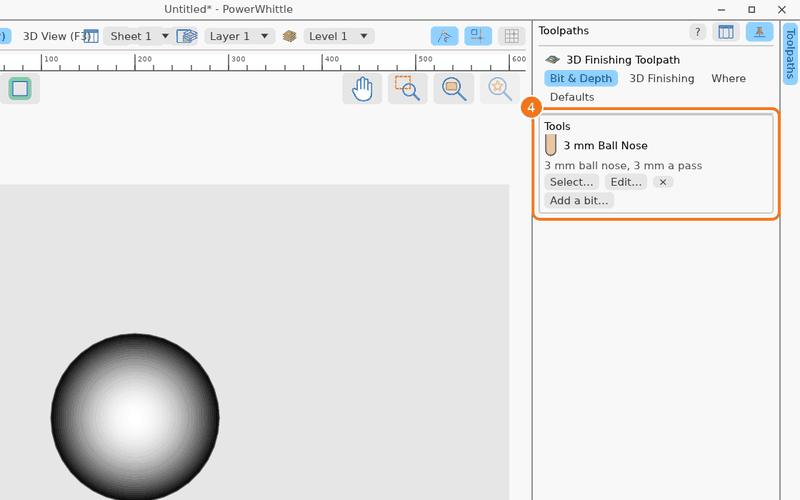 Untitled* - PowerWhittle
3D View (F3) Sheet 1 Layer 1 Level 1
100 200 300 400 500 600
Toolpaths ?
Toolpaths
3D Finishing Toolpath
Bit & Depth 3D Finishing Where
Defaults
4
Tools
3 mm Ball Nose
3 mm ball nose, 3 mm a pass
Select... Edit... ×
Add a bit...